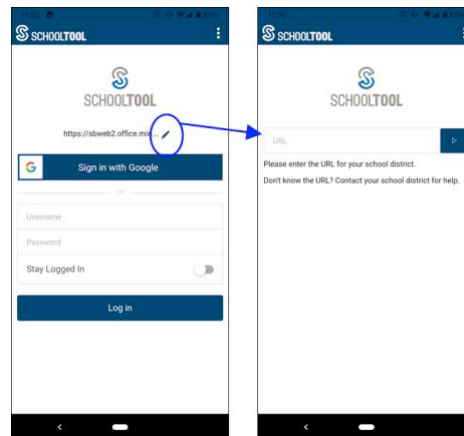 SCHOOLTOOL
SCHOOLTOOL
https://sbweb2.office.mis...
Sign in with Google
OR
Username
Password
Stay Logged In
Log in
SCHOOLTOOL
SCHOOLTOOL
URL
Please enter the URL for your school district.
Don't know the URL? Contact your school district for help.